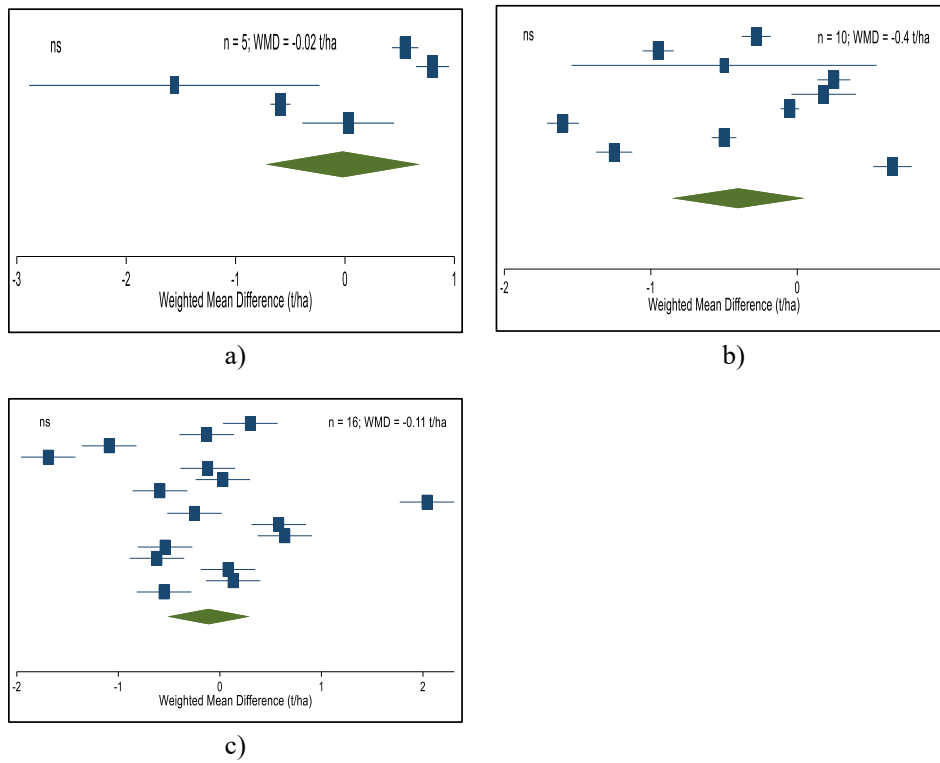 ns
n = 5; WMD = -0.02 t/ha
-3 -2 -1 0 1
Weighted Mean Difference (t/ha)
a)
ns
n = 10; WMD = -0.4 t/ha
-2 -1 0
Weighted Mean Difference (t/ha)
b)
ns
n = 16; WMD = -0.11 t/ha
-2 -1 0 1 2
Weighted Mean Difference (t/ha)
c)